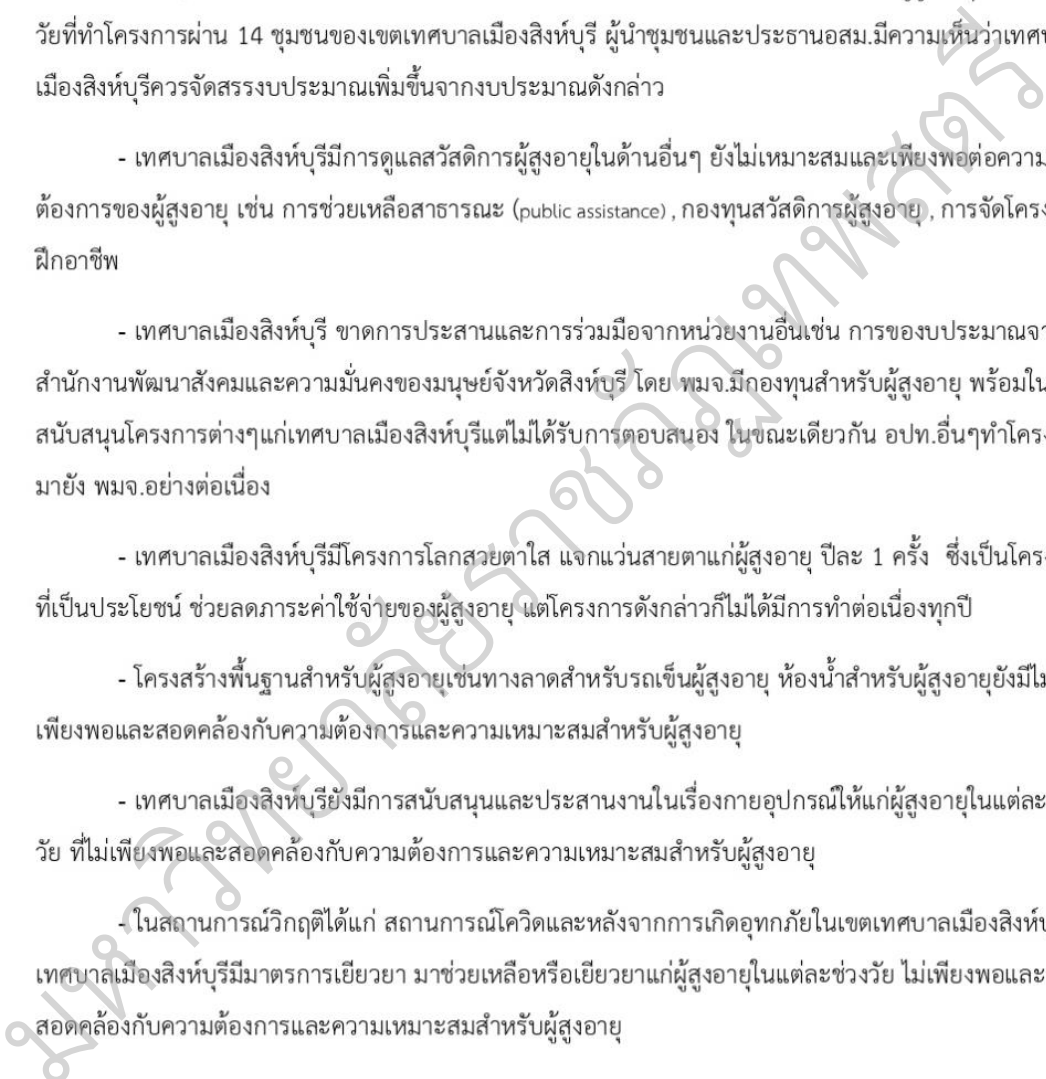 วัยที่ทำโครงการผ่าน 14 ชุมชนของเขตเทศบาลเมืองสิงห์บุรี ผู้นำชุมชนและประธานอสม.มีความเห็นว่าเทศบ
เมืองสิงห์บุรีควรจัดสรรงบประมาณเพิ่มขึ้นจากงบประมาณดังกล่าว
- เทศบาลเมืองสิงห์บุรีมีการดูแลสวัสดิการผู้สูงอายุในด้านอื่นๆ ยังไม่เหมาะสมและเพียงพอต่อความ
ต้องการของผู้สูงอายุ เช่น การช่วยเหลือสาธารณะ (public assistance) , กองทุนสวัสดิการผู้สูงอายุ , การจัดโครง
ฝึกอาชีพ
- เทศบาลเมืองสิงห์บุรี ขาดการประสานและการร่วมมือจากหน่วยงานอื่นเช่น การของบประมาณจา
สำนักงานพัฒนาสังคมและความมั่นคงของมนุษย์จังหวัดสิงห์บุรี โดย พมจ.มีกองทุนสำหรับผู้สูงอายุ พร้อมใน
สนับสนุนโครงการต่างๆแก่เทศบาลเมืองสิงห์บุรีแต่ไม่ได้รับการตอบสนอง ในขณะเดียวกัน อปท.อื่นๆทำโครง
มายัง พมจ.อย่างต่อเนื่อง
- เทศบาลเมืองสิงห์บุรีมีโครงการโลกสวยตาใส แจกแว่นสายตาแก่ผู้สูงอายุ ปีละ 1 ครั้ง ซึ่งเป็นโครง
ที่เป็นประโยชน์ ช่วยลดภาระค่าใช้จ่ายของผู้สูงอายุ แต่โครงการดังกล่าวก็ไม่ได้มีการทำต่อเนื่องทุกปี
- โครงสร้างพื้นฐานสำหรับผู้สูงอายุเช่นทางลาดสำหรับรถเข็นผู้สูงอายุ ห้องน้ำสำหรับผู้สูงอายุยังมีไม
เพียงพอและสอดคล้องกับความต้องการและความเหมาะสมสำหรับผู้สูงอายุ
- เทศบาลเมืองสิงห์บุรียังมีการสนับสนุนและประสานงานในเรื่องกายอุปกรณ์ให้แก่ผู้สูงอายุในแต่ละ
วัย ที่ไม่เพียงพอและสอดคล้องกับความต้องการและความเหมาะสมสำหรับผู้สูงอายุ
- ในสถานการณ์วิกฤติได้แก่ สถานการณ์โควิดและหลังจากการเกิดอุทกภัยในเขตเทศบาลเมืองสิงห์บ
เทศบาลเมืองสิงห์บุรีมีมาตรการเยียวยา มาช่วยเหลือหรือเยียวยาแก่ผู้สูงอายุในแต่ละช่วงวัย ไม่เพียงพอและ
สอดคล้องกับความต้องการและความเหมาะสมสำหรับผู้สูงอายุ
มหาวิทยาลัยราชภัฏเทพสตรี